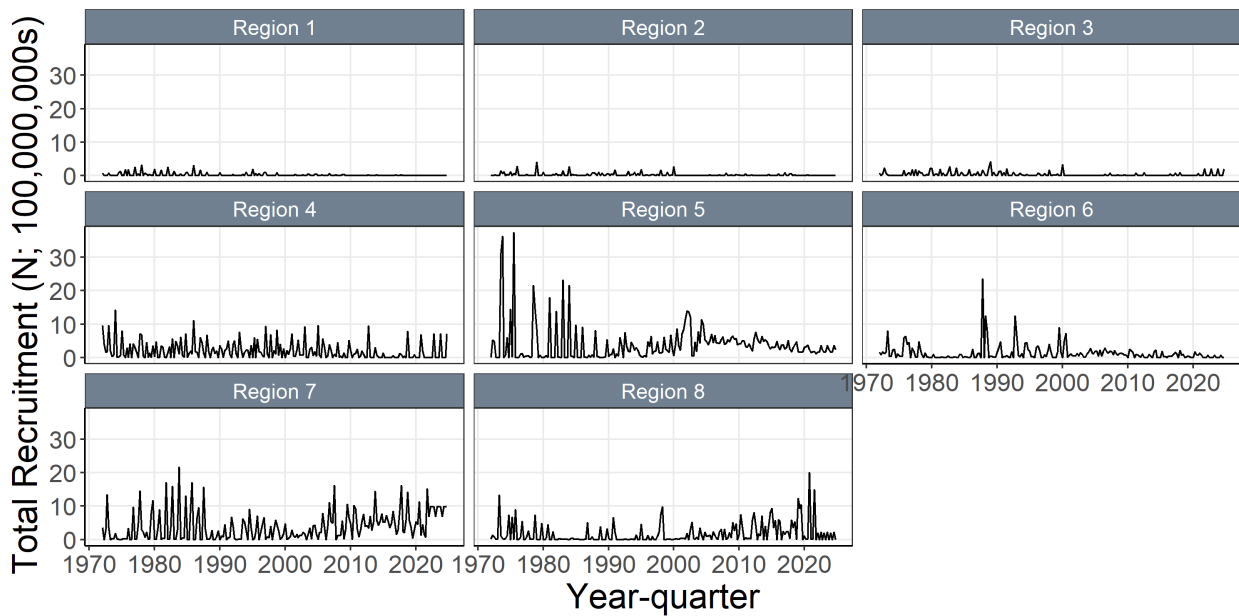 Total Recruitment (N; 100,000,000s)
Region 1
Region 2
Region 3
30
20
10
0
Region 4
Region 5
Region 6
30
20
10
0
1970 1980 1990 2000 2010 2020
Region 7
Region 8
30
20
10
0
1970 1980 1990 2000 2010 2020
1970 1980 1990 2000 2010 2020
Year-quarter